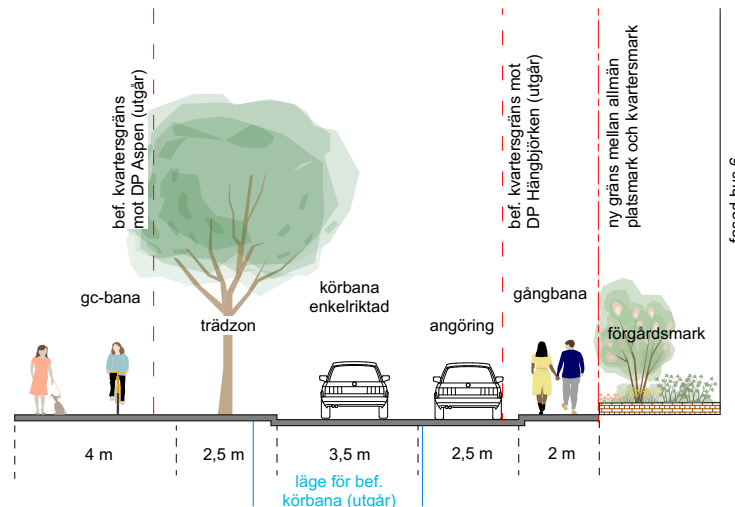 bef. kvartersgräns
mot DP Aspen (utgår)
bef. kvartersgräns mot
DP Hängbjörken (utgår)
ny gräns mellan allmän
platsmark och kvartersmark
gc-bana
trädzon
körbana
enkelriktad
angöring
gångbana
förgårdsmark
4 m
2,5 m
3,5 m
2,5 m
2 m
läge för bef.
körbana (utgår)